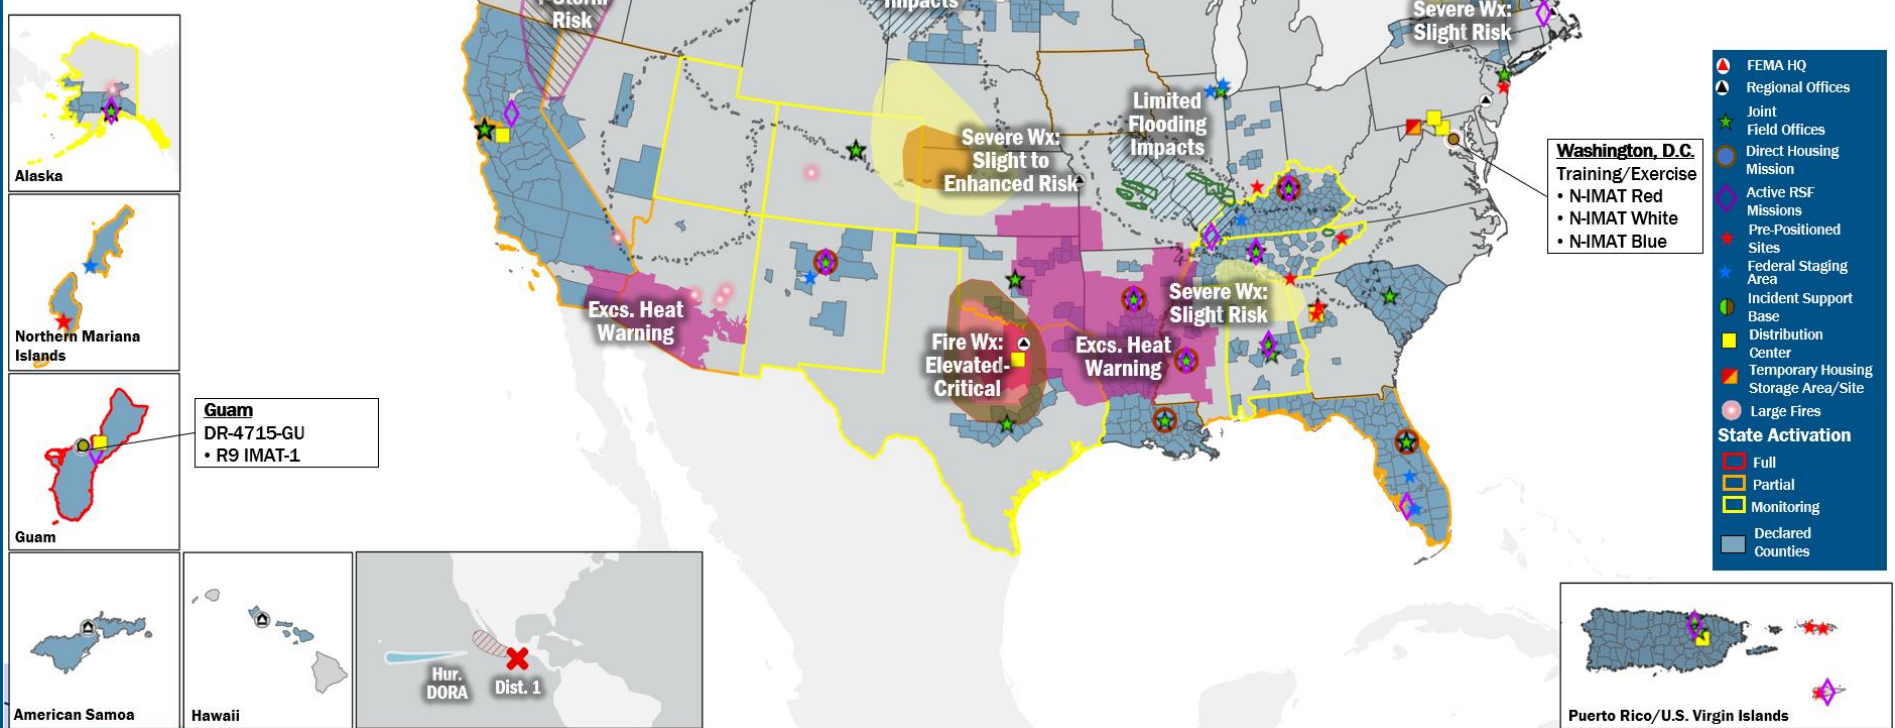 T-Storm
Risk
Impacts
Severe Wx:
Slight Risk
Alaska
Northern Mariana
Islands
Guam
American Samoa
Hawaii
Guam
DR-4715-GU
• R9 IMAT-1
Hur.
DORA
Dist. 1
Excs. Heat
Warning
Severe Wx:
Slight to
Enhanced Risk
Limited
Flooding
Impacts
Fire Wx:
Elevated-
Critical
Excs. Heat
Warning
Severe Wx:
Slight Risk
Washington, D.C.
Training/Exercise
• N-IMAT Red
• N-IMAT White
• N-IMAT Blue
FEMA HQ
Regional Offices
Joint
Field Offices
Direct Housing
Mission
Active RSF
Missions
Pre-Positioned
Sites
Federal Staging
Area
Incident Support
Base
Distribution
Center
Temporary Housing
Storage Area/Site
Large Fires
State Activation
Full
Partial
Monitoring
Declared
Counties
Puerto Rico/U.S. Virgin Islands